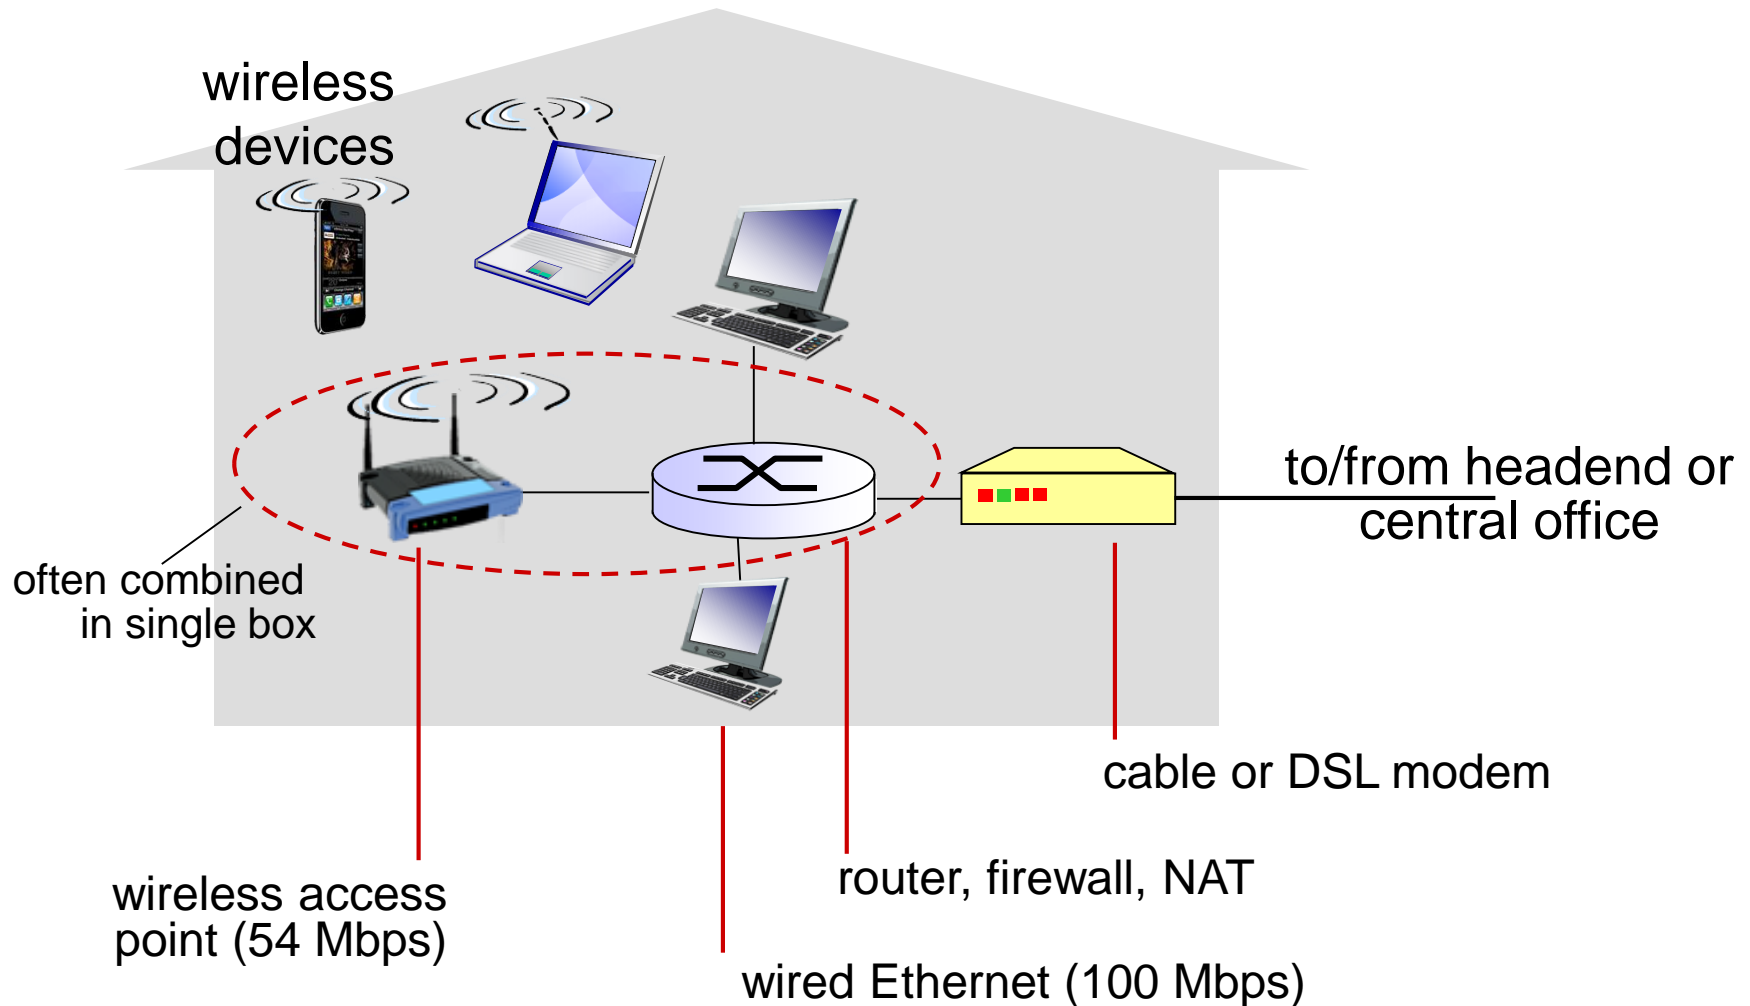 wireless
devices
to/from headend or
central office
often combined
in single box
cable or DSL modem
router, firewall, NAT
wireless access
point (54 Mbps)
wired Ethernet (100 Mbps)